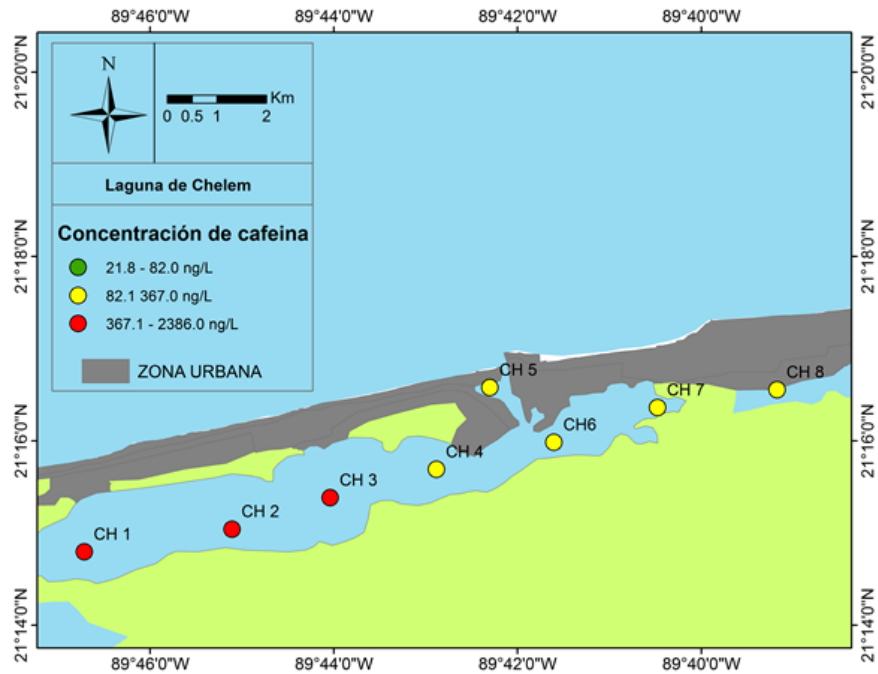 89°46'0"W 89°44'0"W 89°42'0"W 89°40'0"W
21°20'0"N
21°18'0"N
21°16'0"N
21°14'0"N
N
Km
0 0.5 1 2
Laguna de Chelem
Concentración de cafeina
21.8 - 82.0 ng/L
82.1 367.0 ng/L
367.1 - 2386.0 ng/L
ZONA URBANA
CH 5
CH 8
CH 7
CH6
CH 4
CH 3
CH 2
CH 1
21°20'0"N
21°18'0"N
21°16'0"N
21°14'0"N
89°46'0"W 89°44'0"W 89°42'0"W 89°40'0"W